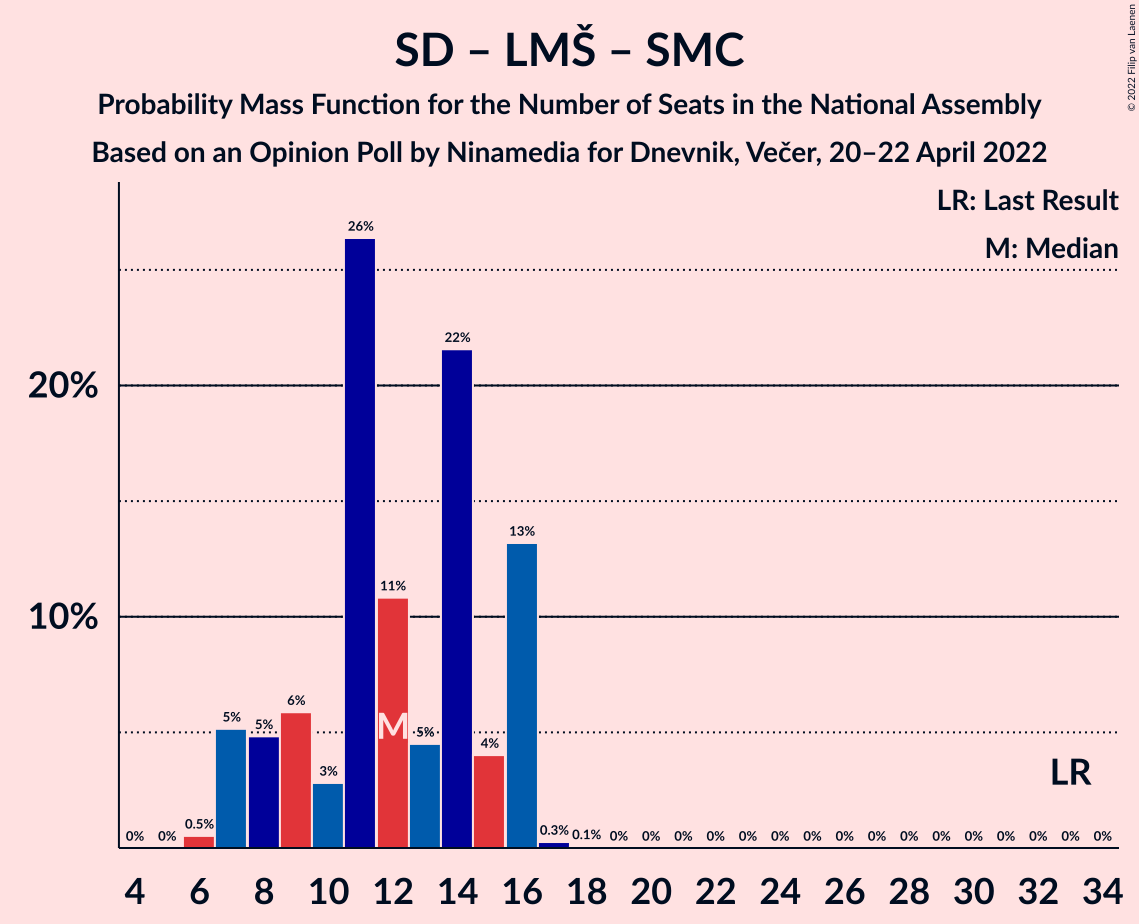 SD – LMŠ – SMC
Probability Mass Function for the Number of Seats in the National Assembly
Based on an Opinion Poll by Ninamedia for Dnevnik, Večer, 20–22 April 2022
© 2022 Filip van Laenen
LR: Last Result
M: Median
20%
10%
0% 0% 0.5% 5% 5% 6% 3% 26% 11% 5% 22% 4% 13% 0.3% 0.1% 0% 0% 0% 0% 0% 0% 0% 0% 0% 0% 0% 0% 0% 0% 0% 0%
M
LR
4 6 8 10 12 14 16 18 20 22 24 26 28 30 32 34